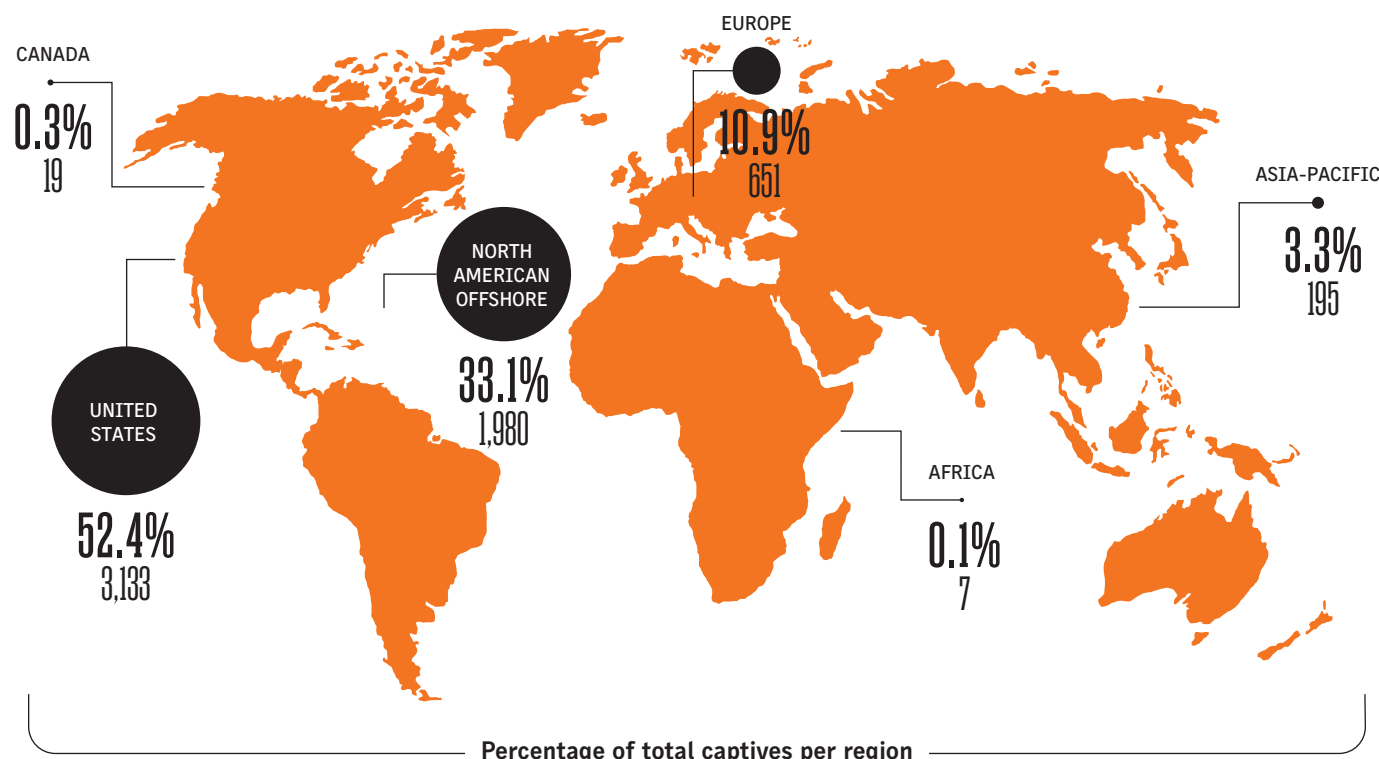 EUROPE
10.9%
651
CANADA
0.3%
19
ASIA-PACIFIC
3.3%
195
NORTH
AMERICAN
OFFSHORE
33.1%
1,980
UNITED
STATES
52.4%
3,133
AFRICA
0.1%
7
Percentage of total captives per region